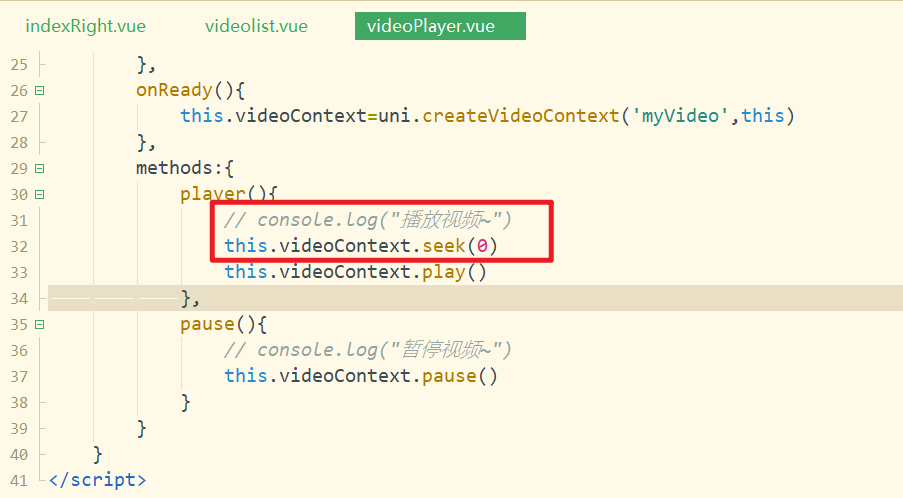 indexRight.vue videolist.vue videoPlayer.vue
25 },
26 onReady(){
27 this.videoContext=uni.createVideoContext('myVideo',this)
28 },
29 methods:{
30 player(){
31 // console.log("播放视频~")
32 this.videoContext.seek(0)
33 this.videoContext.play()
34 },
35 pause(){
36 // console.log("暂停视频~")
37 this.videoContext.pause()
38 }
39 }
40 }
41 </script>